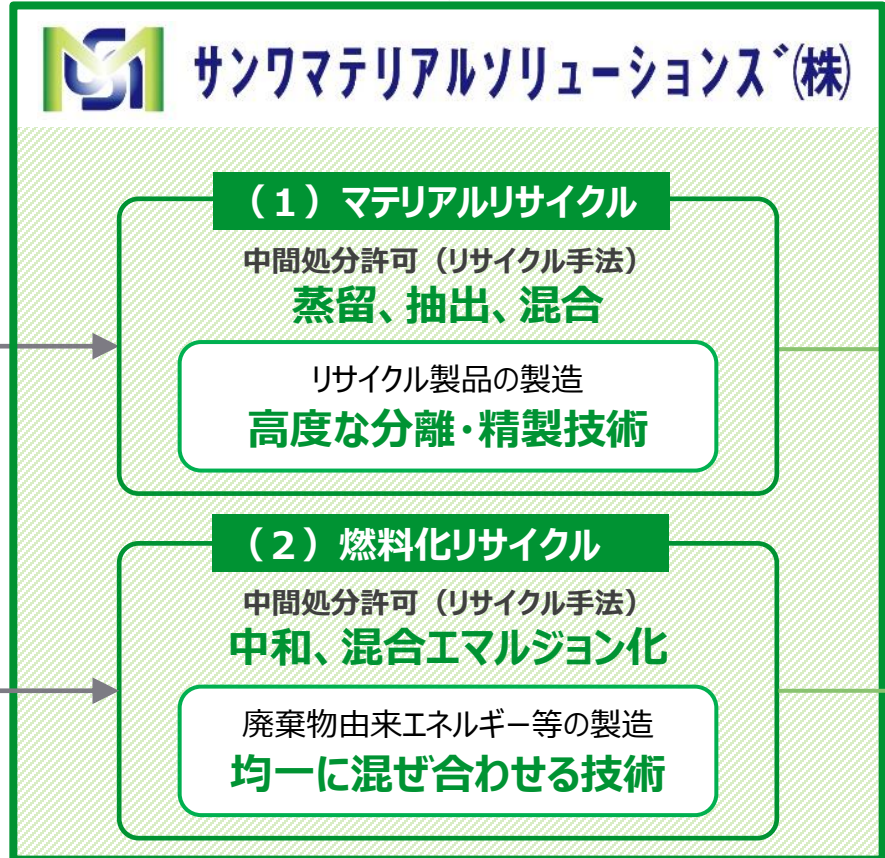 MS サンワマテリアルソリューションズ(株)
(1)マテリアルリサイクル
中間処分許可(リサイクル手法)
蒸留、抽出、混合
リサイクル製品の製造
高度な分離・精製技術
(2)燃料化リサイクル
中間処分許可(リサイクル手法)
中和、混合エマルジョン化
廃棄物由来エネルギー等の製造
均一に混ぜ合わせる技術